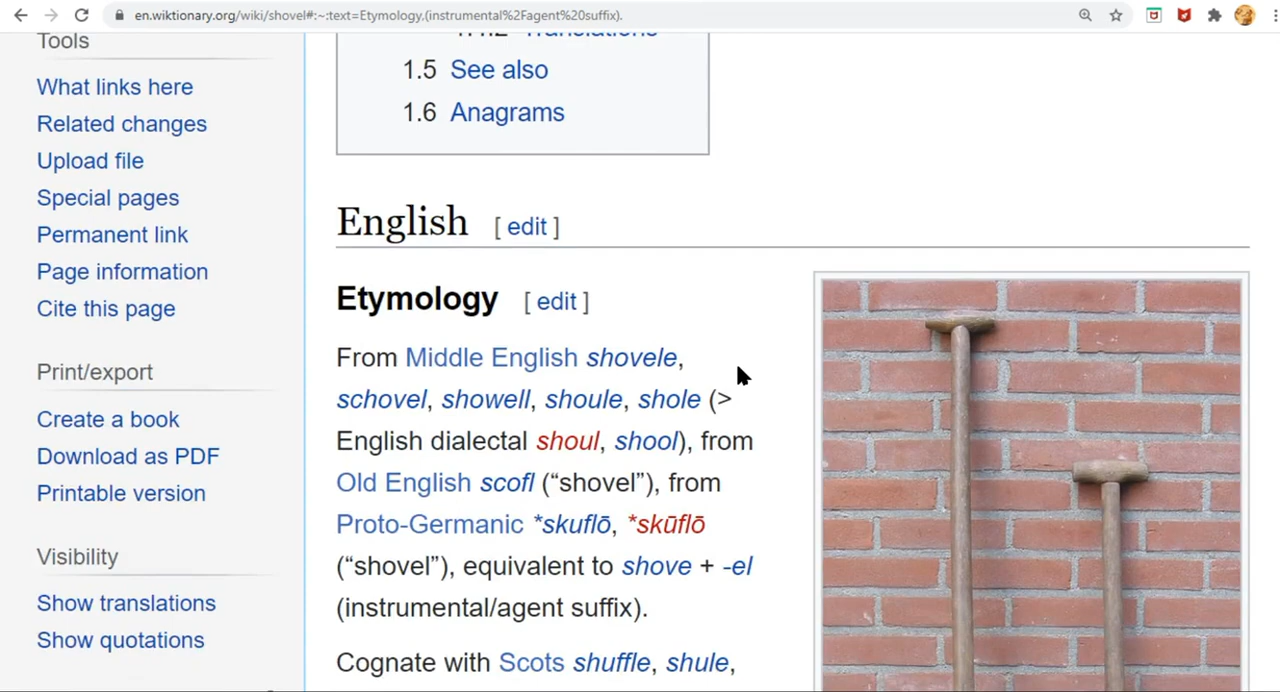 en.wiktionary.org/wiki/shovel#:~:text=Etymology,(instrumental%2Fagent%20suffix).
Tools
What links here
Related changes
Upload file
Special pages
Permanent link
Page information
Cite this page
Print/export
Create a book
Download as PDF
Printable version
Visibility
Show translations
Show quotations
Translations
1.5 See also
1.6 Anagrams
English [ edit ]
Etymology [ edit ]
From Middle English shovele,
schovel, showell, shoule, shole (>
English dialectal shoul, shool), from
Old English scofl (“shovel”), from
Proto-Germanic *skuflō, *skūflō
(“shovel”), equivalent to shove + -el
(instrumental/agent suffix).
Cognate with Scots shuffle, shule,